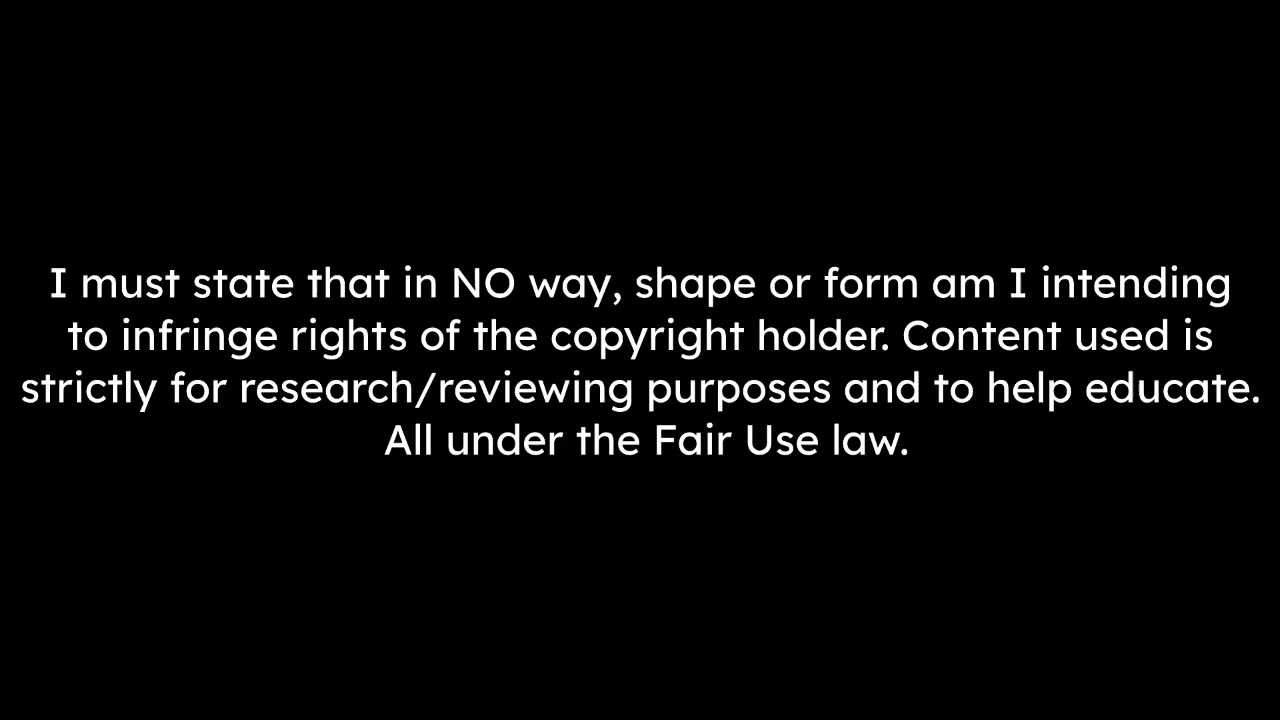 I must state that in NO way, shape or form am I intending
to infringe rights of the copyright holder. Content used is
strictly for research/reviewing purposes and to help educate.
All under the Fair Use law.